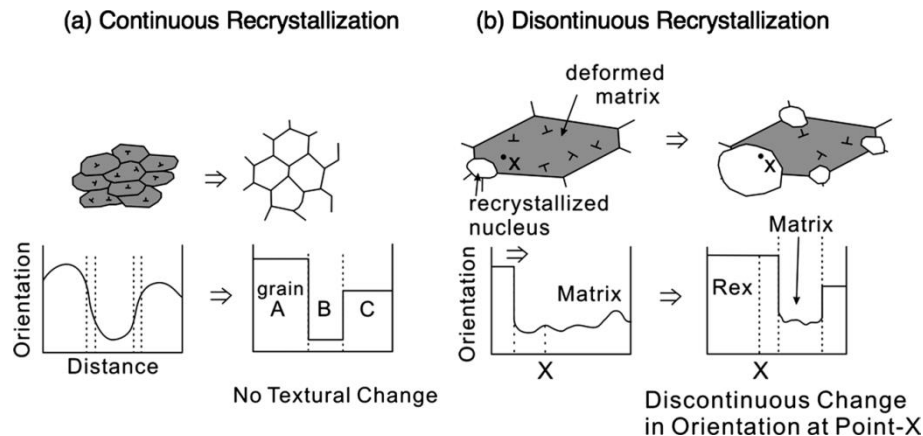 (a) Continuous Recrystallization
(b) Discontinuous Recrystallization
deformed
matrix
X
X
recrystallized
nucleus
Matrix
Orientation
grain
A
B
C
Distance
No Textural Change
Orientation
Matrix
X
Rex
X
Discontinuous Change
in Orientation at Point-X